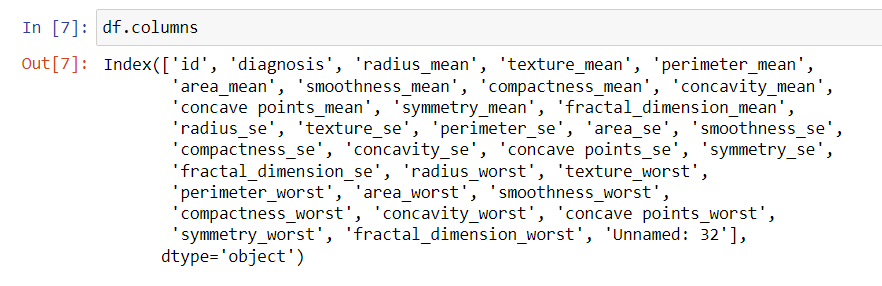 In [7]: df.columns
Out[7]: Index(['id', 'diagnosis', 'radius_mean', 'texture_mean', 'perimeter_mean',
'area_mean', 'smoothness_mean', 'compactness_mean', 'concavity_mean',
'concave points_mean', 'symmetry_mean', 'fractal_dimension_mean',
'radius_se', 'texture_se', 'perimeter_se', 'area_se', 'smoothness_se',
'compactness_se', 'concavity_se', 'concave points_se', 'symmetry_se',
'fractal_dimension_se', 'radius_worst', 'texture_worst',
'perimeter_worst', 'area_worst', 'smoothness_worst',
'compactness_worst', 'concavity_worst', 'concave points_worst',
'symmetry_worst', 'fractal_dimension_worst', 'Unnamed: 32'],
dtype='object')